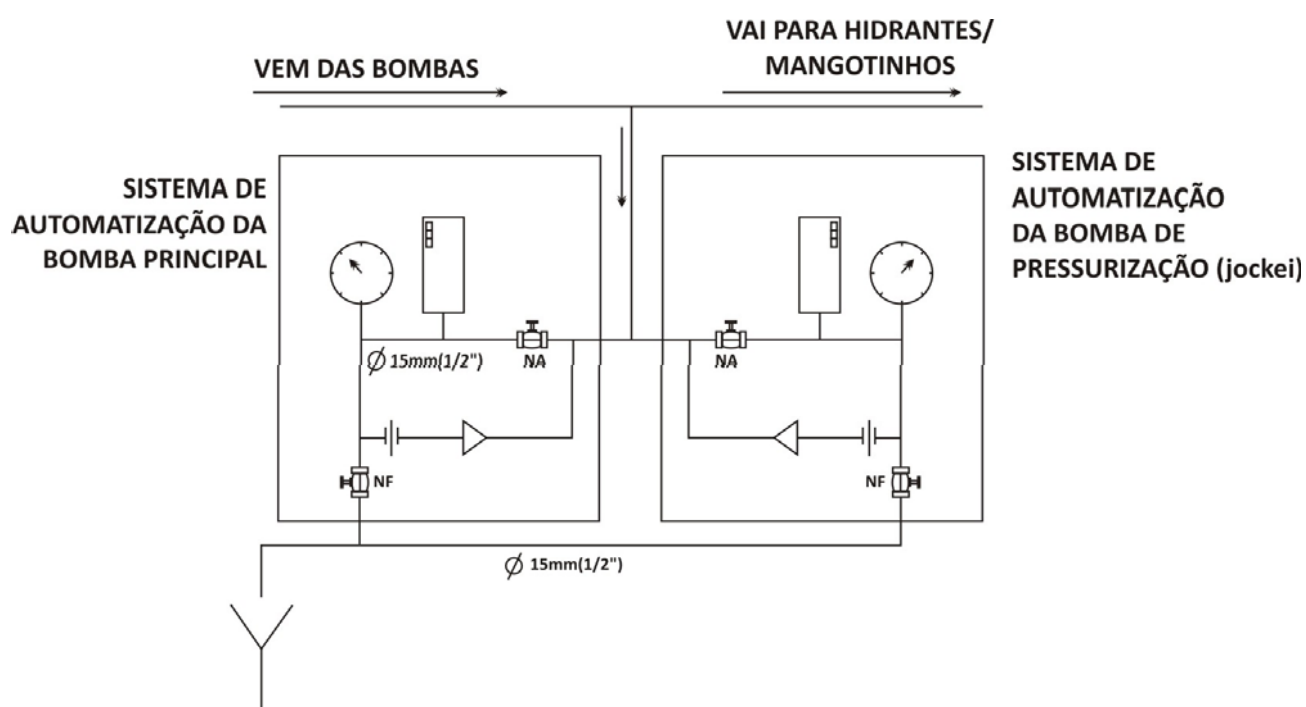 VEM DAS BOMBAS
VAI PARA HIDRANTES/
MANGOTINHOS
SISTEMA DE
AUTOMATIZAÇÃO DA
BOMBA PRINCIPAL
SISTEMA DE
AUTOMATIZAÇÃO
DA BOMBA DE
PRESSURIZAÇÃO (jockei)
Ø 15mm(1/2")
NA
NA
NF
NF
Ø 15mm(1/2")